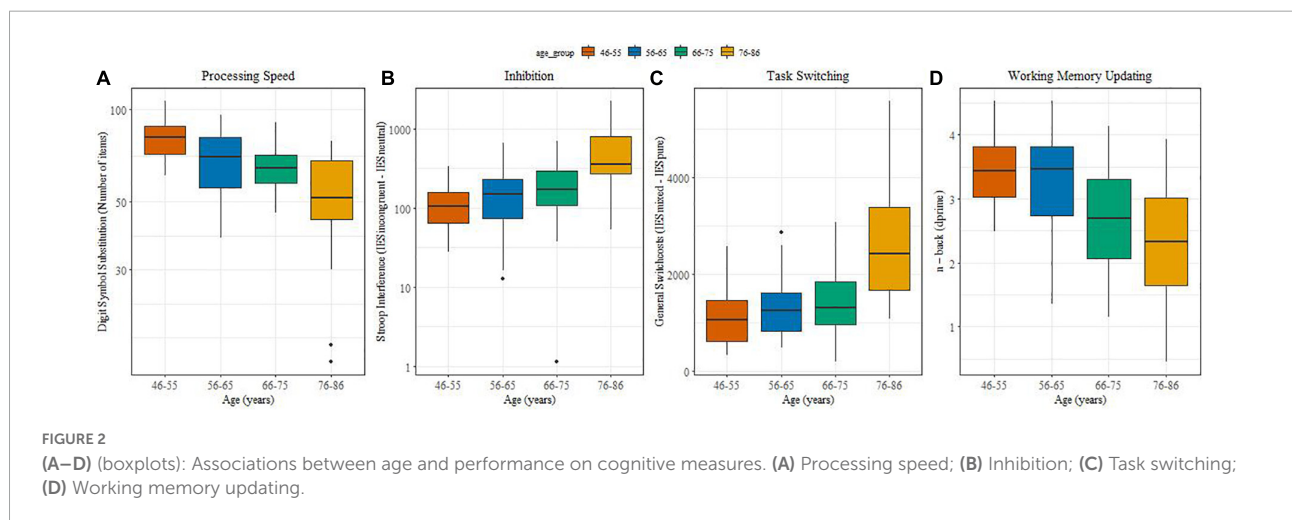 age_group 46-55 56-65 66-75 76-86
A Processing Speed
Digit Symbol Substitution (Number of items)
100
50
30
46-55 56-65 66-75 76-86
Age (years)
B Inhibition
Stroop Interference (IESincongruent - IESneutral)
1000
100
10
1
46-55 56-65 66-75 76-86
Age (years)
C Task Switching
General Switchcosts (IESmixed - IESpure)
4000
2000
0
46-55 56-65 66-75 76-86
Age (years)
D Working Memory Updating
n - back (dprime)
4
3
2
1
46-55 56-65 66-75 76-86
Age (years)
FIGURE 2
(A–D) (boxplots): Associations between age and performance on cognitive measures. (A) Processing speed; (B) Inhibition; (C) Task switching;
(D) Working memory updating.